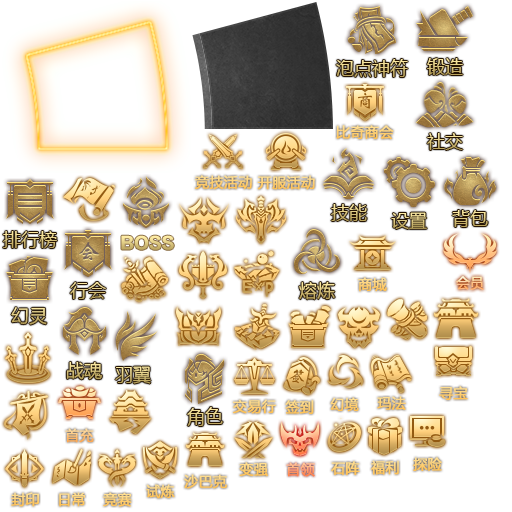 泡点神符
锻造
商
比奇商会
社交
竞技活动
开服活动
技能
设置
背包
排行榜
BOSS
会
行会
熔炼
商城
会员
幻灵
EXP
战魂
羽翼
角色
交易行
签
签到
幻境
玛法
寻宝
首充
封印
日常
竞赛
试炼
沙巴克
变强
首领
石阵
福利
探险